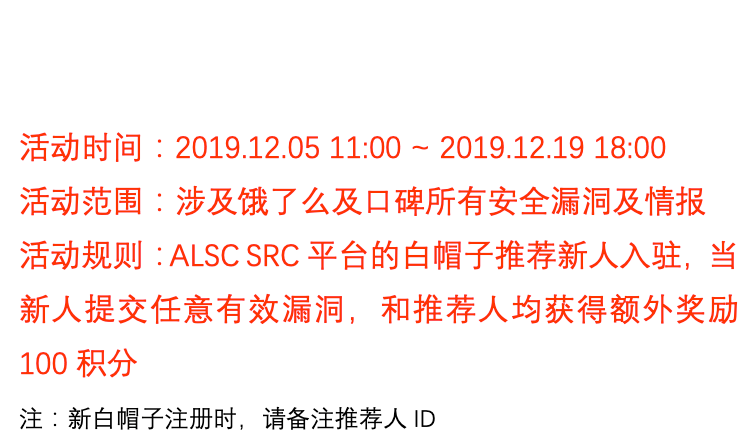 活动时间：2019.12.05 11:00 ~ 2019.12.19 18:00
活动范围：涉及饿了么及口碑所有安全漏洞及情报
活动规则：ALSC SRC 平台的白帽子推荐新人入驻，当
新人提交任意有效漏洞，和推荐人均获得额外奖励
100 积分
注：新白帽子注册时，请备注推荐人 ID